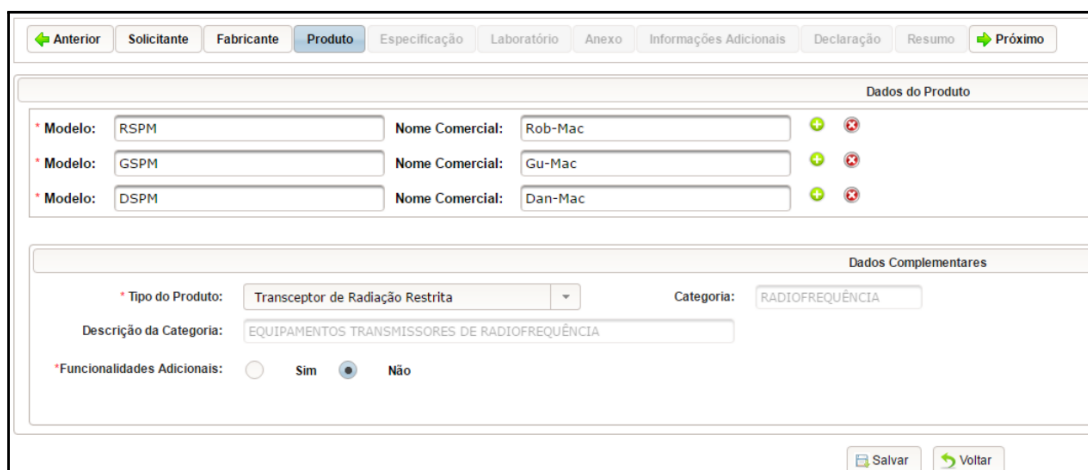 Anterior Solicitante Fabricante Produto Especificação Laboratório Anexo Informações Adicionais Declaração Resumo Próximo
Dados do Produto
* Modelo: RSPM Nome Comercial: Rob-Mac
* Modelo: GSPM Nome Comercial: Gu-Mac
* Modelo: DSPM Nome Comercial: Dan-Mac
Dados Complementares
* Tipo do Produto: Transceptor de Radiação Restrita Categoria: RADIOFREQUÊNCIA
Descrição da Categoria: EQUIPAMENTOS TRANSMISSORES DE RADIOFREQUÊNCIA
*Funcionalidades Adicionais: Sim Não
Salvar Voltar